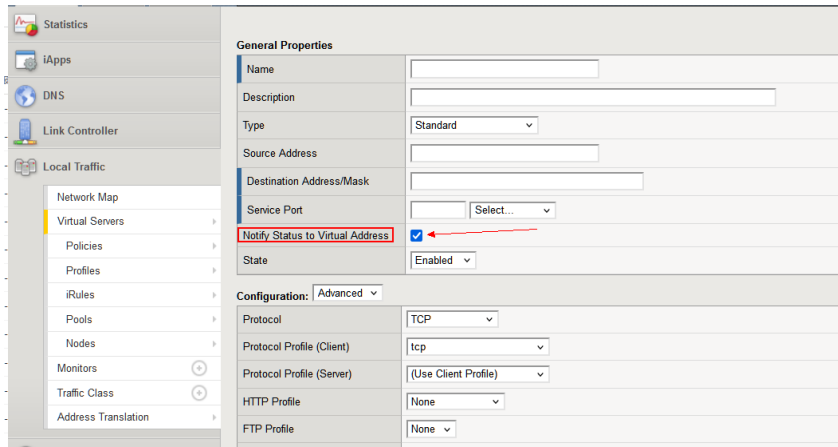 Statistics
iApps
DNS
Link Controller
Local Traffic
Network Map
Virtual Servers
Policies
Profiles
iRules
Pools
Nodes
Monitors
Traffic Class
Address Translation
General Properties
Name
Description
Type Standard
Source Address
Destination Address/Mask
Service Port Select...
Notify Status to Virtual Address
State Enabled
Configuration: Advanced
Protocol TCP
Protocol Profile (Client) tcp
Protocol Profile (Server) (Use Client Profile)
HTTP Profile None
FTP Profile None